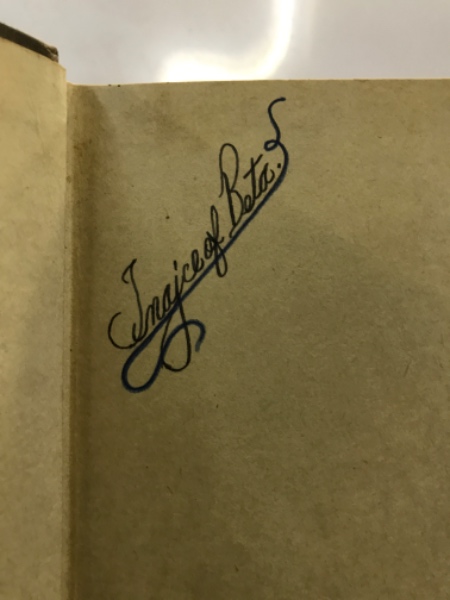 Inajce of Beta.